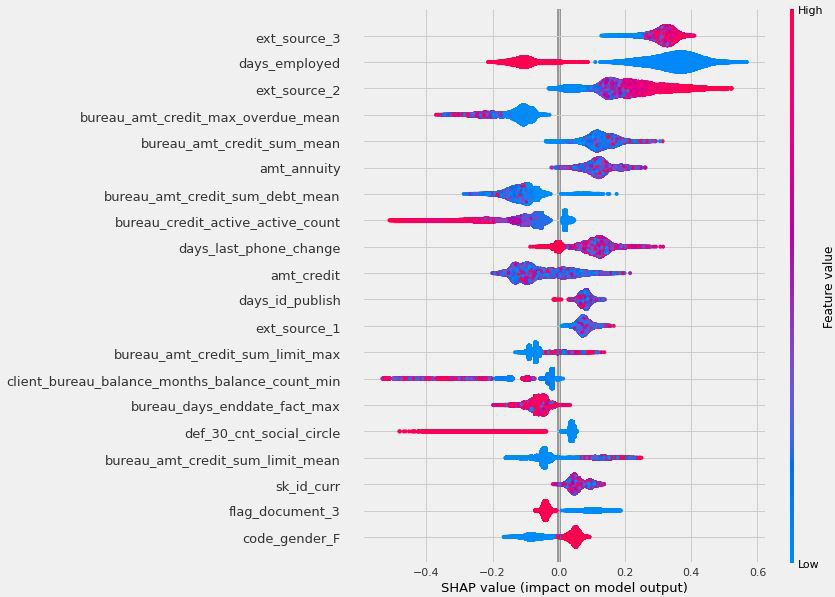 High
ext_source_3
days_employed
ext_source_2
bureau_amt_credit_max_overdue_mean
bureau_amt_credit_sum_mean
amt_annuity
bureau_amt_credit_sum_debt_mean
bureau_credit_active_active_count
days_last_phone_change
amt_credit
days_id_publish
ext_source_1
bureau_amt_credit_sum_limit_max
client_bureau_balance_months_balance_count_min
bureau_days_enddate_fact_max
def_30_cnt_social_circle
bureau_amt_credit_sum_limit_mean
sk_id_curr
flag_document_3
code_gender_F
Feature value
Low
−0.4 −0.2 0.0 0.2 0.4 0.6
SHAP value (impact on model output)